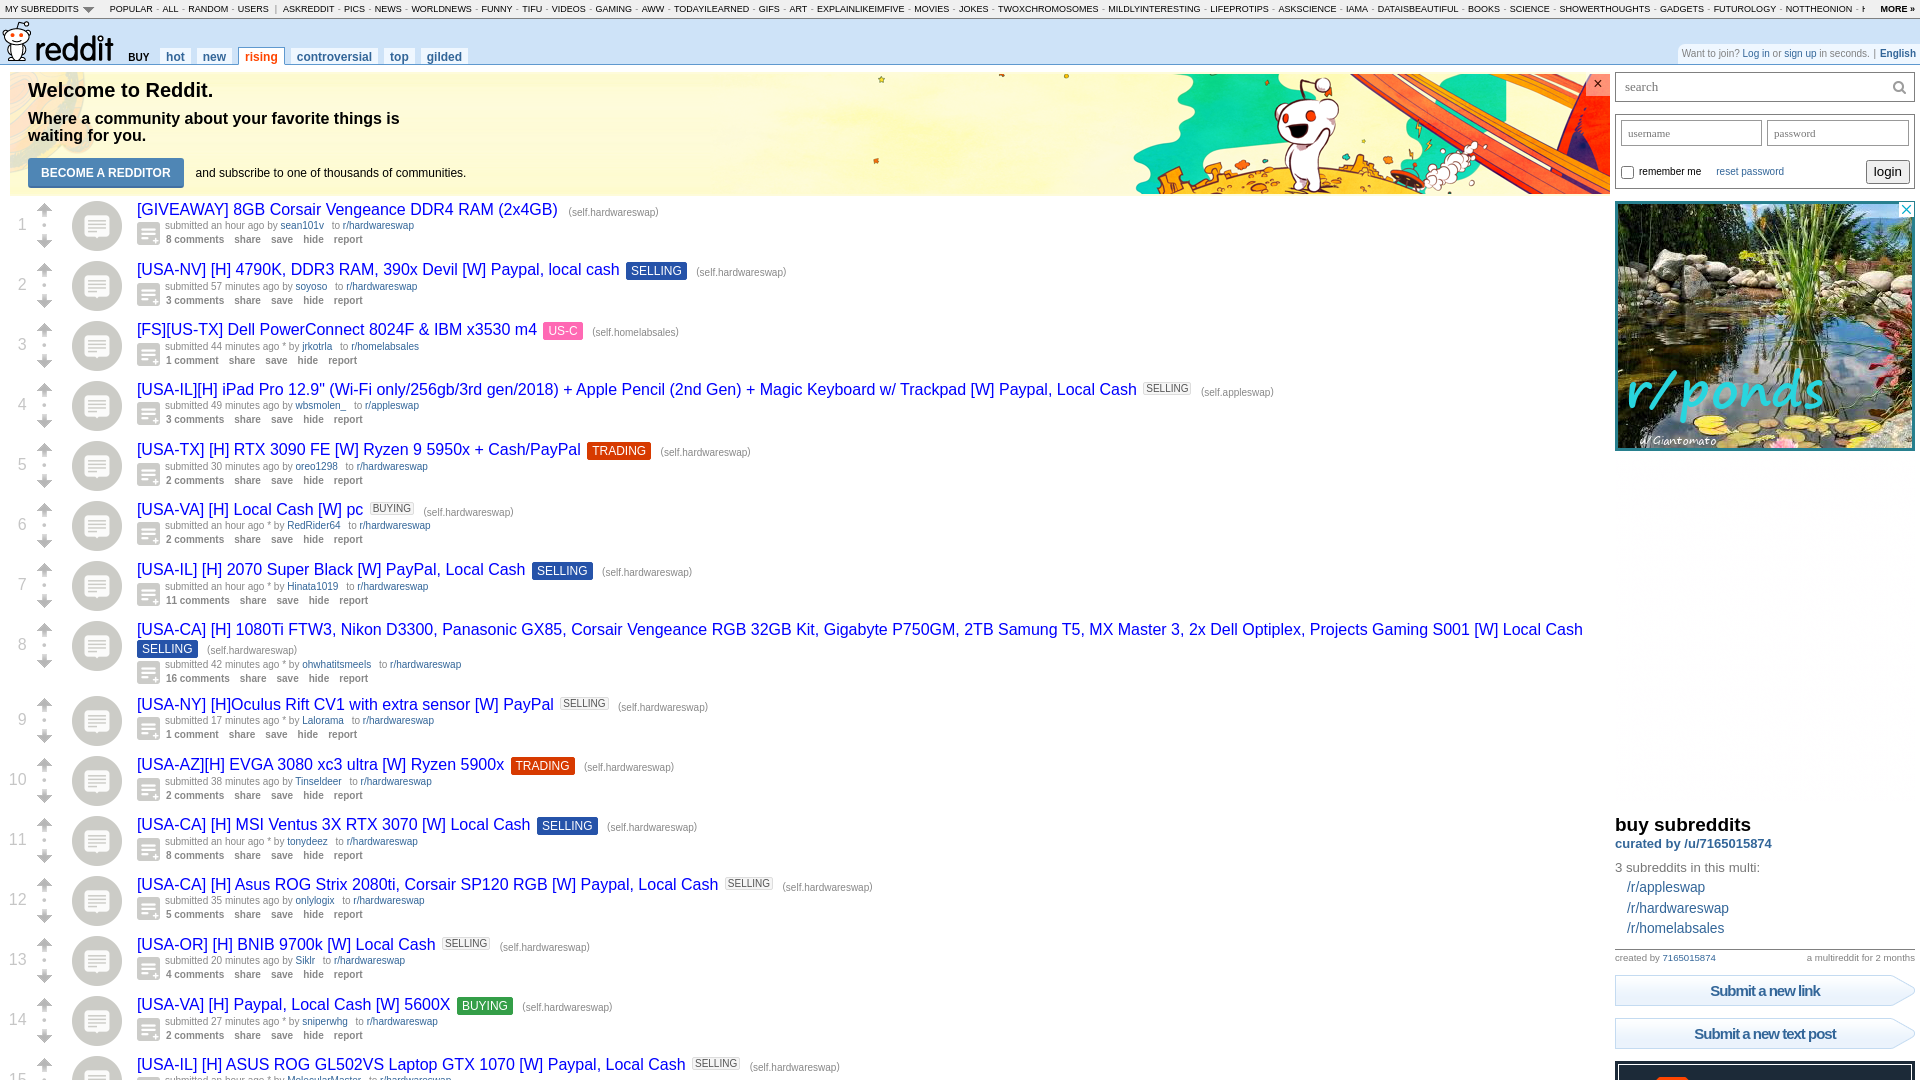 MY SUBREDDITS POPULAR - ALL - RANDOM - USERS | ASKREDDIT - PICS - NEWS - WORLDNEWS - FUNNY - TIFU - VIDEOS - GAMING - AWW - TODAYILEARNED - GIFS - ART - EXPLAINLIKEIMFIVE - MOVIES - JOKES - TWOXCHROMOSOMES - MILDLYINTERESTING - LIFEPROTIPS - ASKSCIENCE - IAMA - DATAISBEAUTIFUL - BOOKS - SCIENCE - SHOWERTHOUGHTS - GADGETS - FUTUROLOGY - NOTTHEONION - MORE »
reddit BUY hot new rising controversial top gilded
Want to join? Log in or sign up in seconds. | English
Welcome to Reddit.
Where a community about your favorite things is
waiting for you.
BECOME A REDDITOR and subscribe to one of thousands of communities.
×
1
[GIVEAWAY] 8GB Corsair Vengeance DDR4 RAM (2x4GB) (self.hardwareswap)
submitted an hour ago by sean101v to r/hardwareswap
8 comments share save hide report
2
[USA-NV] [H] 4790K, DDR3 RAM, 390x Devil [W] Paypal, local cash SELLING (self.hardwareswap)
submitted 57 minutes ago by soyoso to r/hardwareswap
3 comments share save hide report
3
[FS][US-TX] Dell PowerConnect 8024F & IBM x3530 m4 US-C (self.homelabsales)
submitted 44 minutes ago * by jrkotrla to r/homelabsales
1 comment share save hide report
4
[USA-IL][H] iPad Pro 12.9" (Wi-Fi only/256gb/3rd gen/2018) + Apple Pencil (2nd Gen) + Magic Keyboard w/ Trackpad [W] Paypal, Local Cash SELLING (self.appleswap)
submitted 49 minutes ago by wbsmolen_ to r/appleswap
3 comments share save hide report
5
[USA-TX] [H] RTX 3090 FE [W] Ryzen 9 5950x + Cash/PayPal TRADING (self.hardwareswap)
submitted 30 minutes ago by oreo1298 to r/hardwareswap
2 comments share save hide report
6
[USA-VA] [H] Local Cash [W] pc BUYING (self.hardwareswap)
submitted an hour ago * by RedRider64 to r/hardwareswap
2 comments share save hide report
7
[USA-IL] [H] 2070 Super Black [W] PayPal, Local Cash SELLING (self.hardwareswap)
submitted an hour ago * by Hinata1019 to r/hardwareswap
11 comments share save hide report
8
[USA-CA] [H] 1080Ti FTW3, Nikon D3300, Panasonic GX85, Corsair Vengeance RGB 32GB Kit, Gigabyte P750GM, 2TB Samung T5, MX Master 3, 2x Dell Optiplex, Projects Gaming S001 [W] Local Cash
SELLING (self.hardwareswap)
submitted 42 minutes ago * by ohwhatitsmeels to r/hardwareswap
16 comments share save hide report
9
[USA-NY] [H]Oculus Rift CV1 with extra sensor [W] PayPal SELLING (self.hardwareswap)
submitted 17 minutes ago * by Lalorama to r/hardwareswap
1 comment share save hide report
10
[USA-AZ][H] EVGA 3080 xc3 ultra [W] Ryzen 5900x TRADING (self.hardwareswap)
submitted 38 minutes ago by Tinseldeer to r/hardwareswap
2 comments share save hide report
11
[USA-CA] [H] MSI Ventus 3X RTX 3070 [W] Local Cash SELLING (self.hardwareswap)
submitted an hour ago * by tonydeez to r/hardwareswap
8 comments share save hide report
12
[USA-CA] [H] Asus ROG Strix 2080ti, Corsair SP120 RGB [W] Paypal, Local Cash SELLING (self.hardwareswap)
submitted 35 minutes ago by onlylogix to r/hardwareswap
5 comments share save hide report
13
[USA-OR] [H] BNIB 9700k [W] Local Cash SELLING (self.hardwareswap)
submitted 20 minutes ago by Siklr to r/hardwareswap
4 comments share save hide report
14
[USA-VA] [H] Paypal, Local Cash [W] 5600X BUYING (self.hardwareswap)
submitted 27 minutes ago * by sniperwhg to r/hardwareswap
2 comments share save hide report
15
[USA-IL] [H] ASUS ROG GL502VS Laptop GTX 1070 [W] Paypal, Local Cash SELLING (self.hardwareswap)
submitted an hour ago * by MolecularMaster to r/hardwareswap
search
username password
remember me reset password login
r/ponds
u/Giantomato
buy subreddits
curated by /u/7165015874
3 subreddits in this multi:
/r/appleswap
/r/hardwareswap
/r/homelabsales
created by 7165015874 a multireddit for 2 months
Submit a new link
Submit a new text post